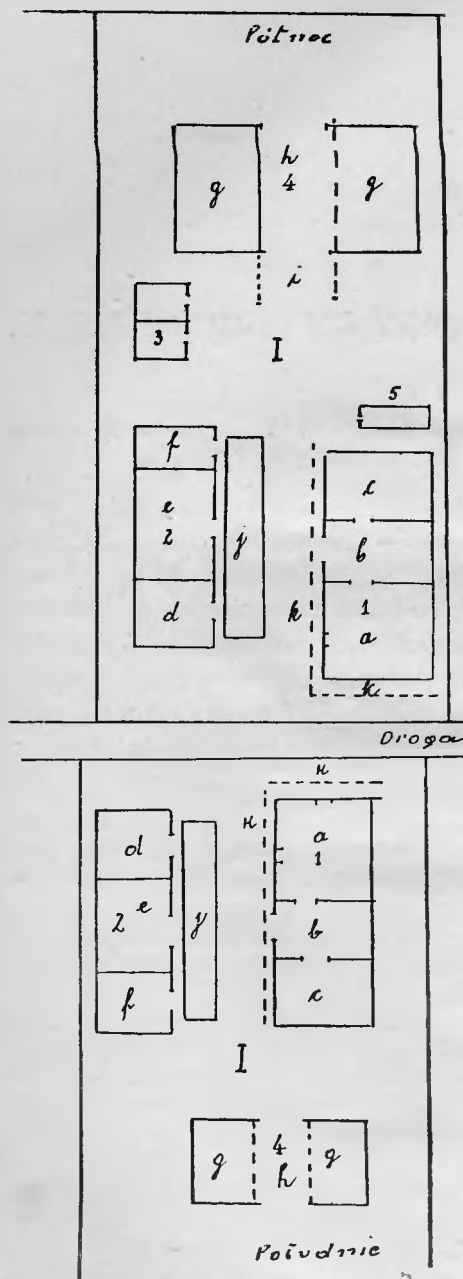 Północ
h
g 4 g
i
3
I
5
f
c
e
2 j b
k 1
d a
k
Droga
н
d н a
1
2 e j b
f c
I
g 4 g
h
Południe